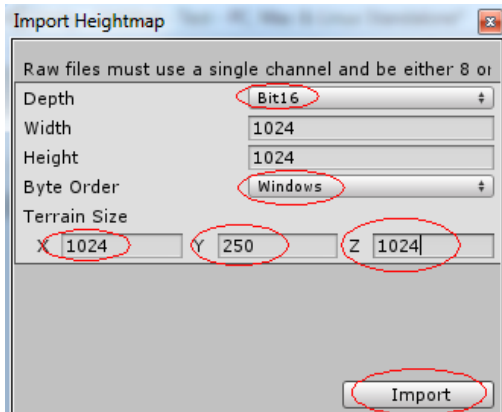 Import Heightmap
Raw files must use a single channel and be either 8 or
Depth Bit16
Width 1024
Height 1024
Byte Order Windows
Terrain Size
X 1024 Y 250 Z 1024
Import